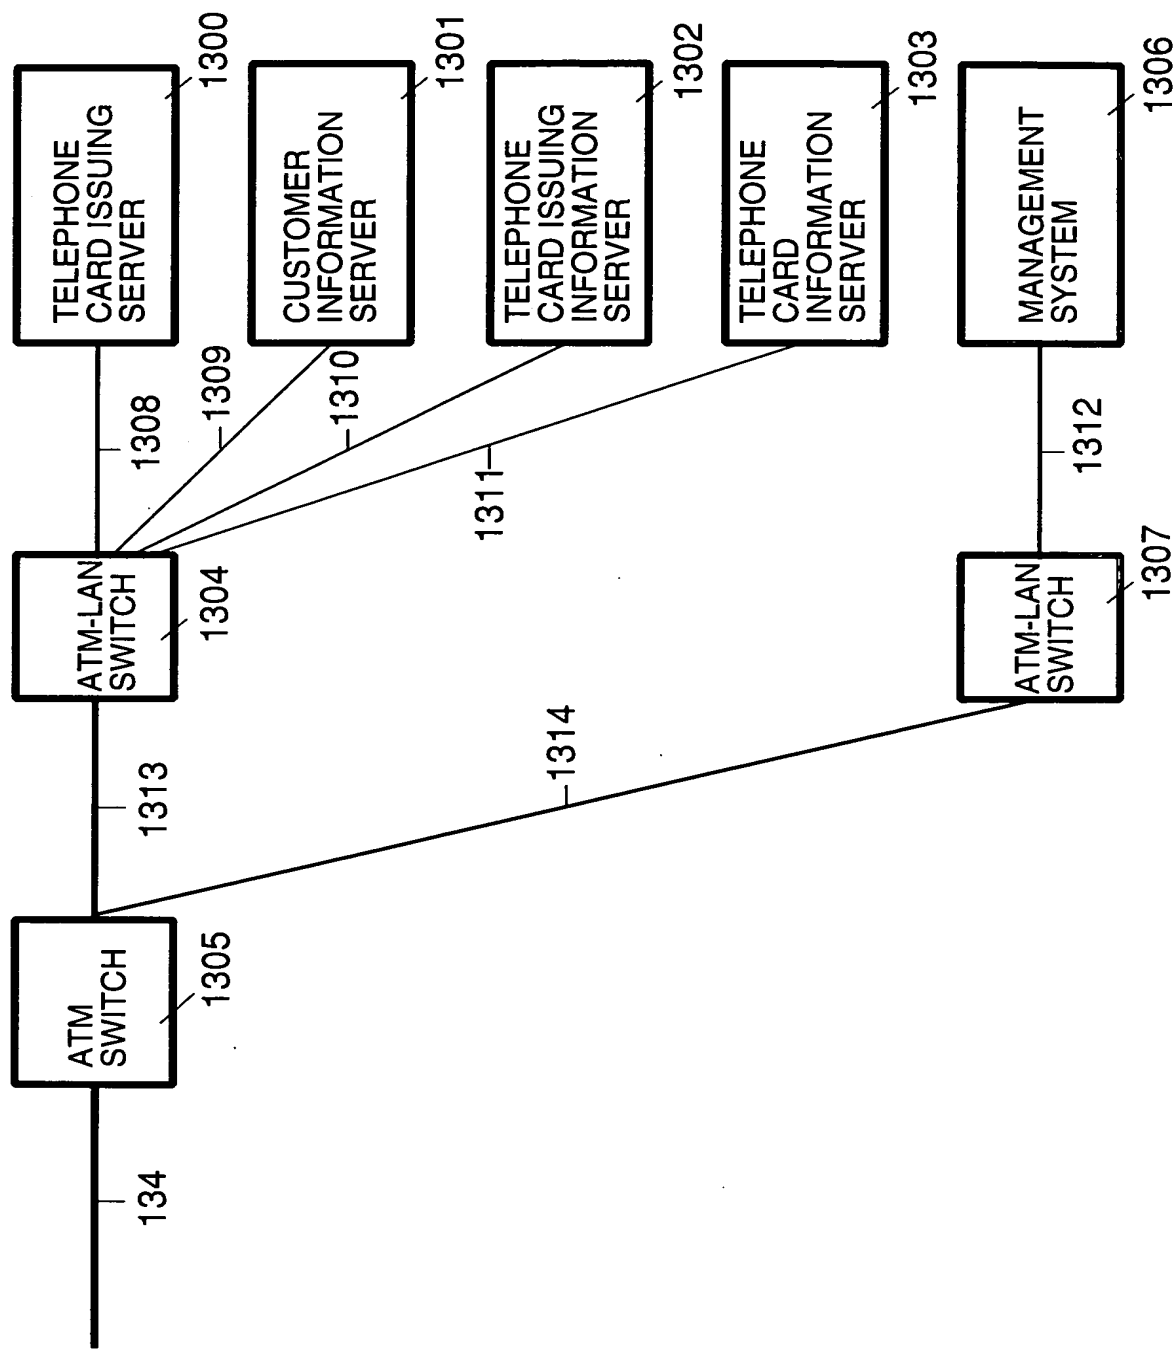 TELEPHONE
CARD ISSUING
SERVER
1300
CUSTOMER
INFORMATION
SERVER
1301
TELEPHONE
CARD ISSUING
INFORMATION
SERVER
1302
TELEPHONE
CARD
INFORMATION
SERVER
1303
MANAGEMENT
SYSTEM
1306
1308
1309
1310
1311
1312
ATM-LAN
SWITCH
1304
ATM-LAN
SWITCH
1307
1313
1314
ATM
SWITCH
1305
134